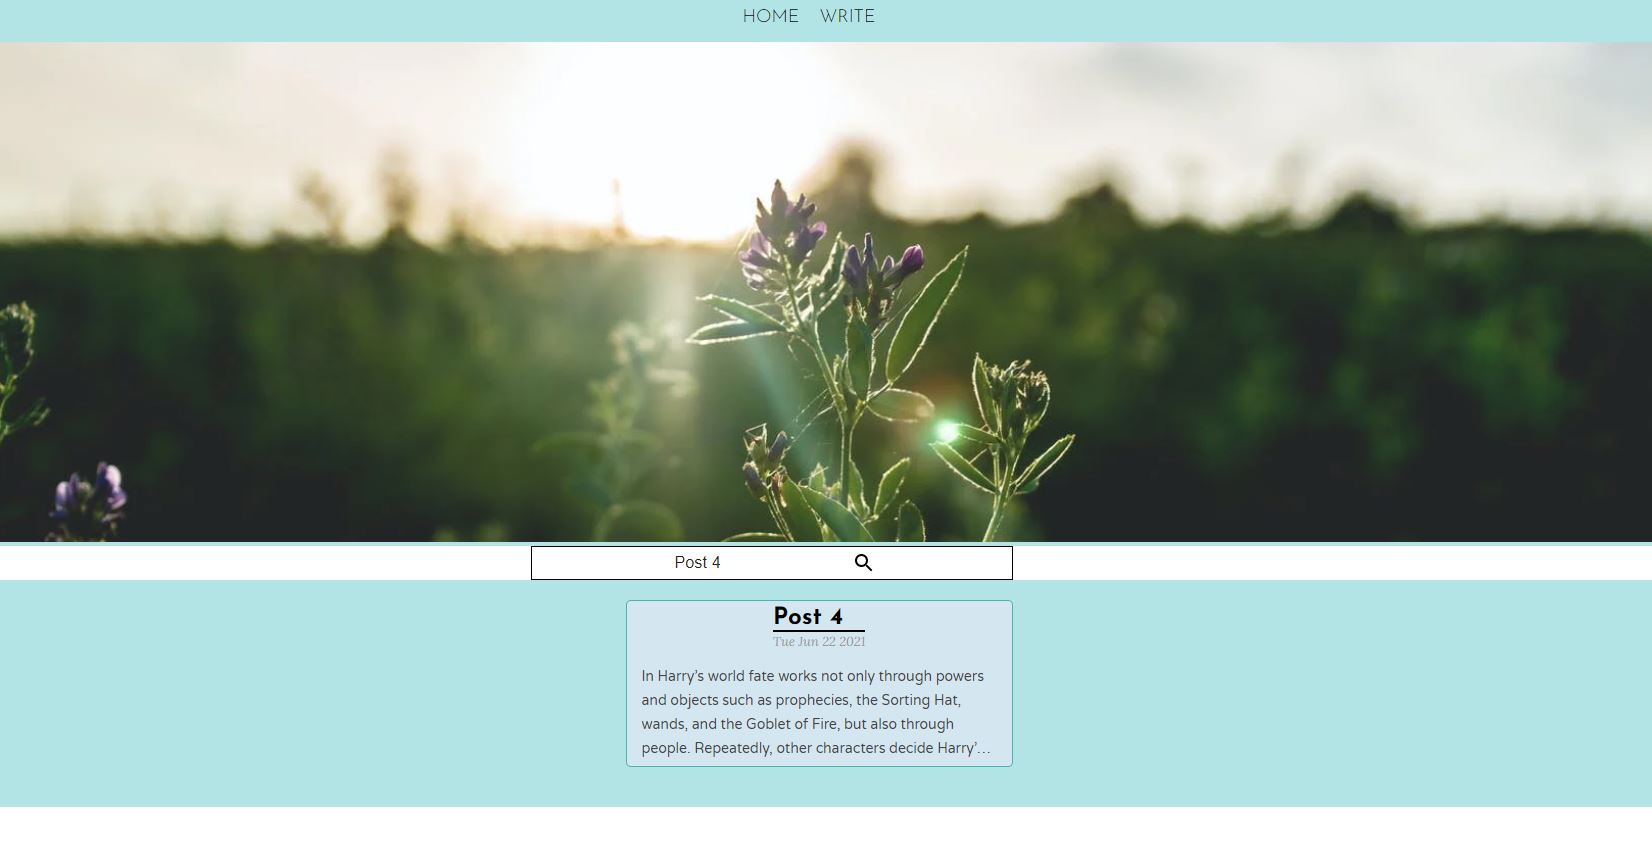 HOME WRITE
Post 4
Post 4
Tue Jun 22 2021
In Harry’s world fate works not only through powers
and objects such as prophecies, the Sorting Hat,
wands, and the Goblet of Fire, but also through
people. Repeatedly, other characters decide Harry’…